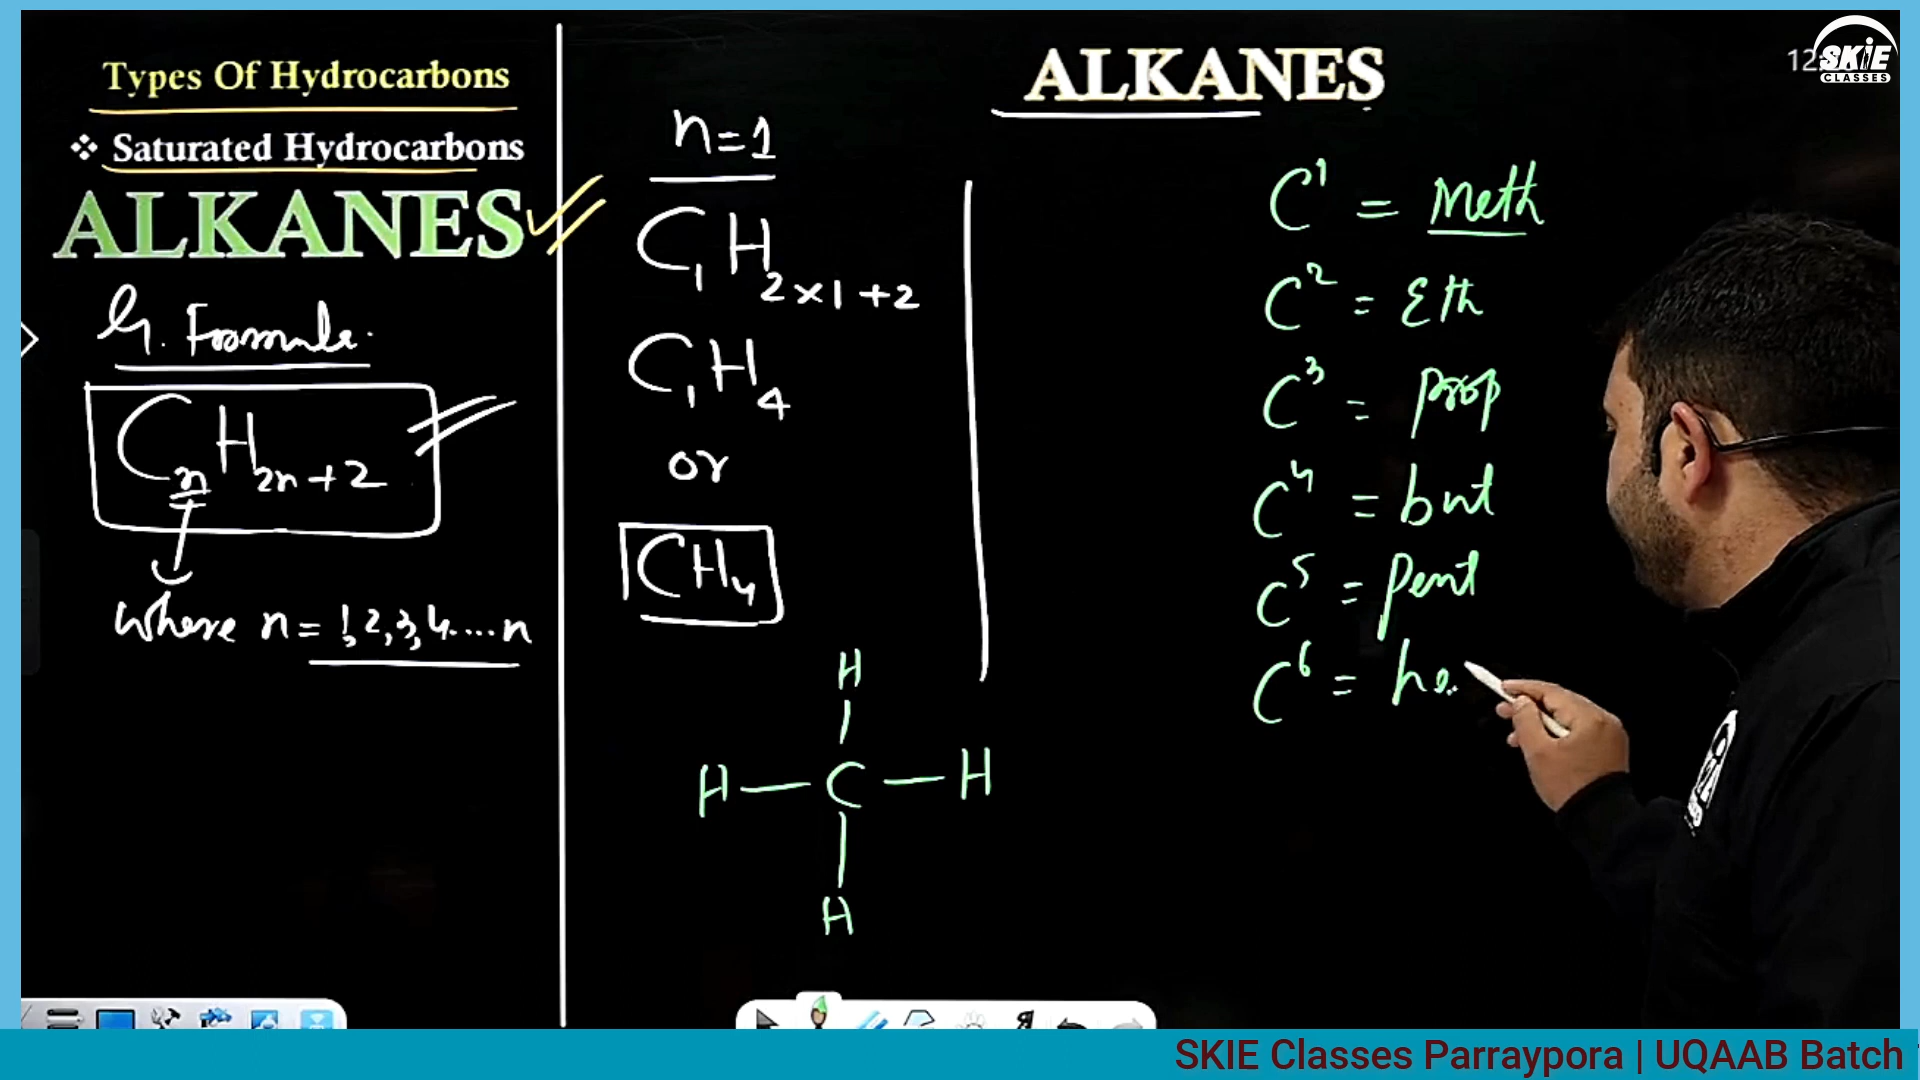 Types Of Hydrocarbons
❖ Saturated Hydrocarbons
ALKANES
G. Formula.
CnH2n+2
where n = 1,2,3,4....n
n=1
C1H2×1+2
C1H4
or
CH4
H
H—C—H
H
ALKANES
C1 = Meth
C2 = Eth
C3 = prop
C4 = but
C5 = Pent
C6 = he
12
SKIE
CLASSES
SKIE Classes Parraypora | UQAAB Batch